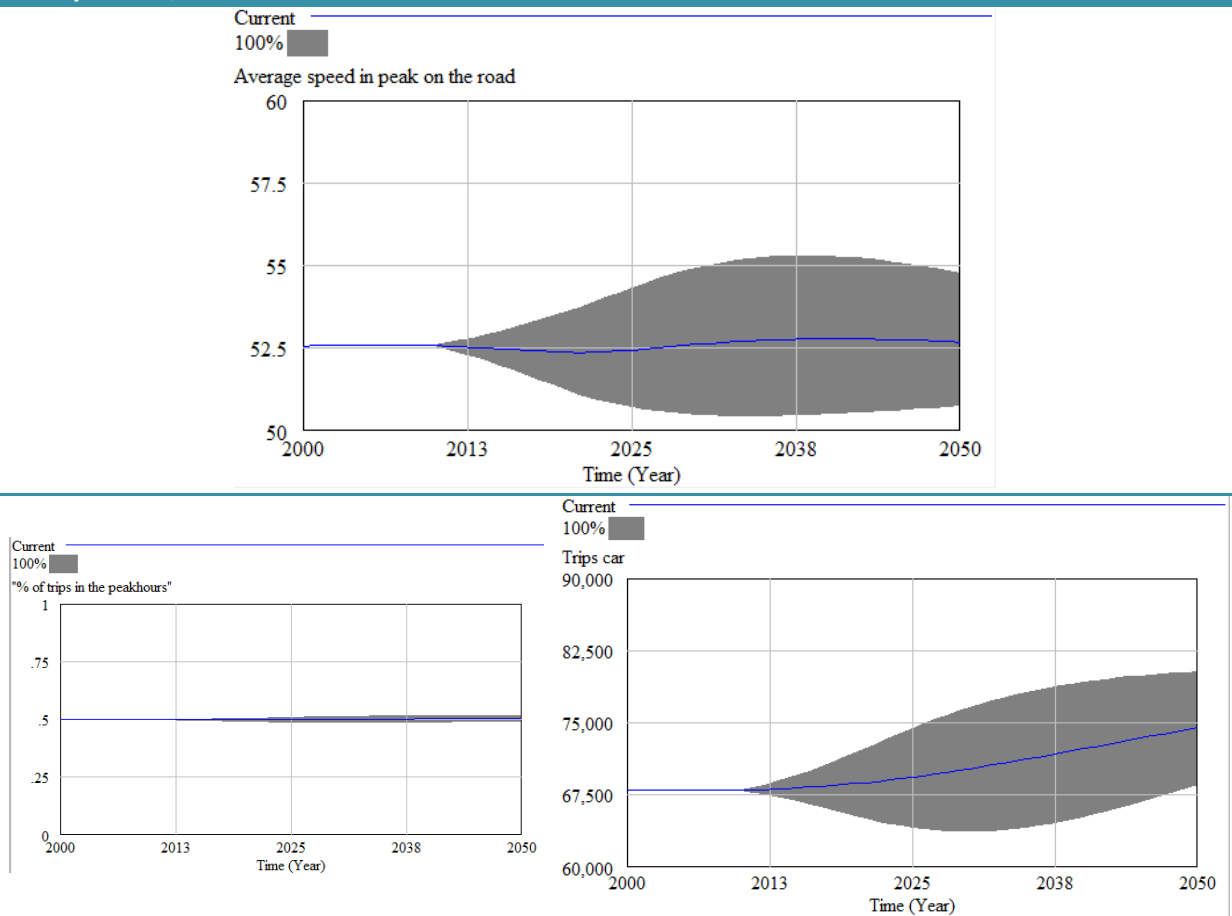 Current
100%
Average speed in peak on the road
60
57.5
55
52.5
50
2000 2013 2025 2038 2050
Time (Year)
Current
100%
"% of trips in the peakhours"
1
.75
.5
.25
0
2000 2013 2025 2038 2050
Time (Year)
Current
100%
Trips car
90,000
82,500
75,000
67,500
60,000
2000 2013 2025 2038 2050
Time (Year)